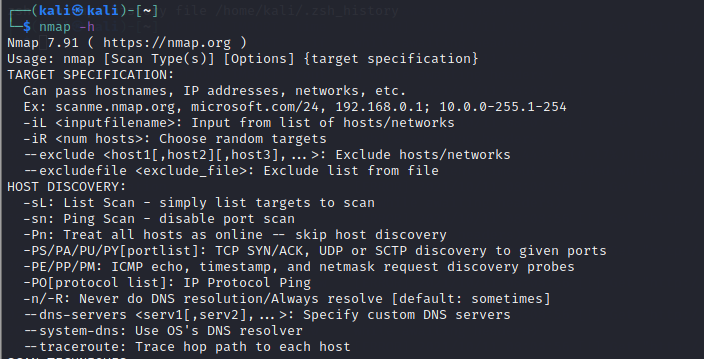 ┌──(kali㉿kali)-[~]y file /home/kali/.zsh_history
└─$ nmap -h
Nmap 7.91 ( https://nmap.org )
Usage: nmap [Scan Type(s)] [Options] {target specification}
TARGET SPECIFICATION:
  Can pass hostnames, IP addresses, networks, etc.
  Ex: scanme.nmap.org, microsoft.com/24, 192.168.0.1; 10.0.0-255.1-254
  -iL <inputfilename>: Input from list of hosts/networks
  -iR <num hosts>: Choose random targets
  --exclude <host1[,host2][,host3],...>: Exclude hosts/networks
  --excludefile <exclude_file>: Exclude list from file
HOST DISCOVERY:
  -sL: List Scan - simply list targets to scan
  -sn: Ping Scan - disable port scan
  -Pn: Treat all hosts as online -- skip host discovery
  -PS/PA/PU/PY[portlist]: TCP SYN/ACK, UDP or SCTP discovery to given ports
  -PE/PP/PM: ICMP echo, timestamp, and netmask request discovery probes
  -PO[protocol list]: IP Protocol Ping
  -n/-R: Never do DNS resolution/Always resolve [default: sometimes]
  --dns-servers <serv1[,serv2],...>: Specify custom DNS servers
  --system-dns: Use OS's DNS resolver
  --traceroute: Trace hop path to each host